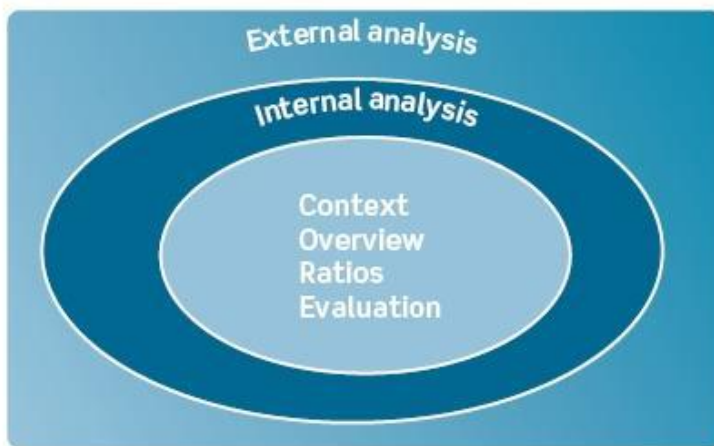 External analysis
Internal analysis
Context
Overview
Ratios
Evaluation